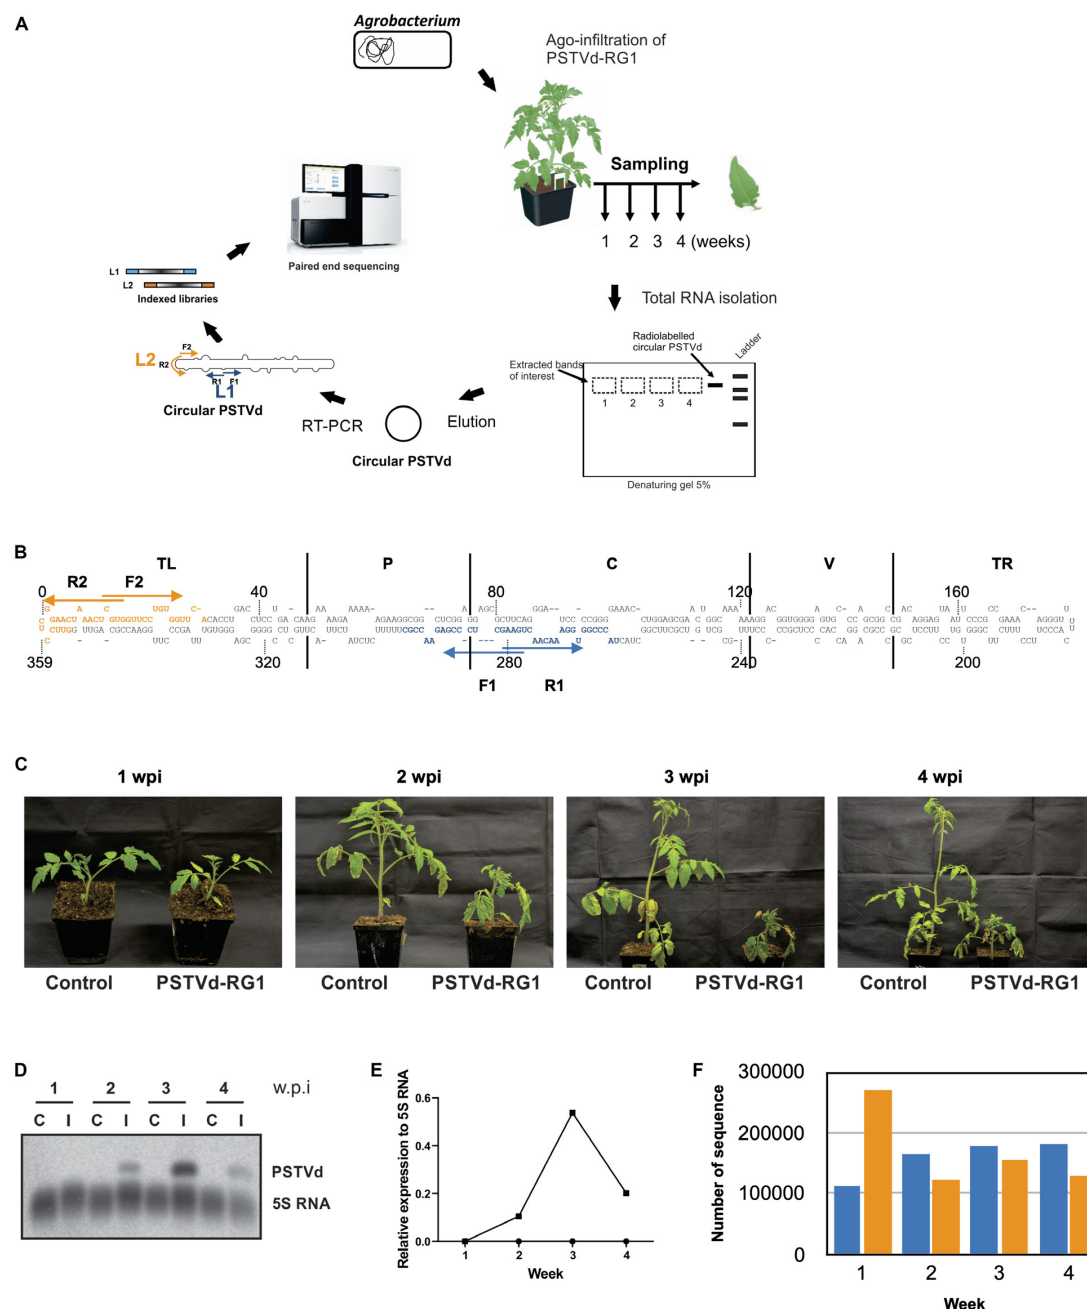 A
Agrobacterium
Ago-infiltration of
PSTVd-RG1
Sampling
1 2 3 4 (weeks)
Total RNA isolation
Radiolabelled
circular PSTVd
Ladder
Extracted bands
of interest
1 2 3 4
Denaturing gel 5%
Elution
Circular PSTVd
RT-PCR
L2
F2
R2
R1 F1
L1
Circular PSTVd
L1
L2
Indexed libraries
Paired end sequencing
B
TL P C V TR
0 R2 F2 40 80 120 160
359 320 280 240 200
F1 R1
C
1 wpi 2 wpi 3 wpi 4 wpi
Control PSTVd-RG1 Control PSTVd-RG1 Control PSTVd-RG1 Control PSTVd-RG1
D
1 2 3 4 w.p.i
C I C I C I C I
PSTVd
5S RNA
E
Relative expression to 5S RNA
0.6
0.4
0.2
0.0
1 2 3 4
Week
F
Number of sequence
300000
200000
100000
0
1 2 3 4
Week